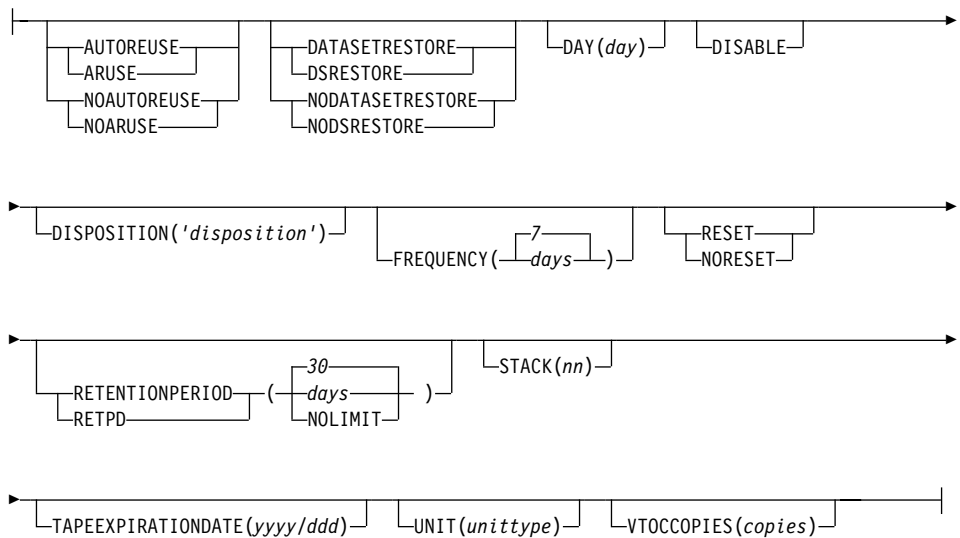 AUTOREUSE DATASETRESTORE DAY(day) DISABLE
ARUSE DSRESTORE
NOAUTOREUSE NODATASETRESTORE
NOARUSE NODSRESTORE
DISPOSITION('disposition') 7 RESET
FREQUENCY( days ) NORESET
30 STACK(nn)
RETENTIONPERIOD ( days )
RETPD NOLIMIT
TAPEEXPIRATIONDATE(yyyy/ddd) UNIT(unittype) VTOCCOPIES(copies)